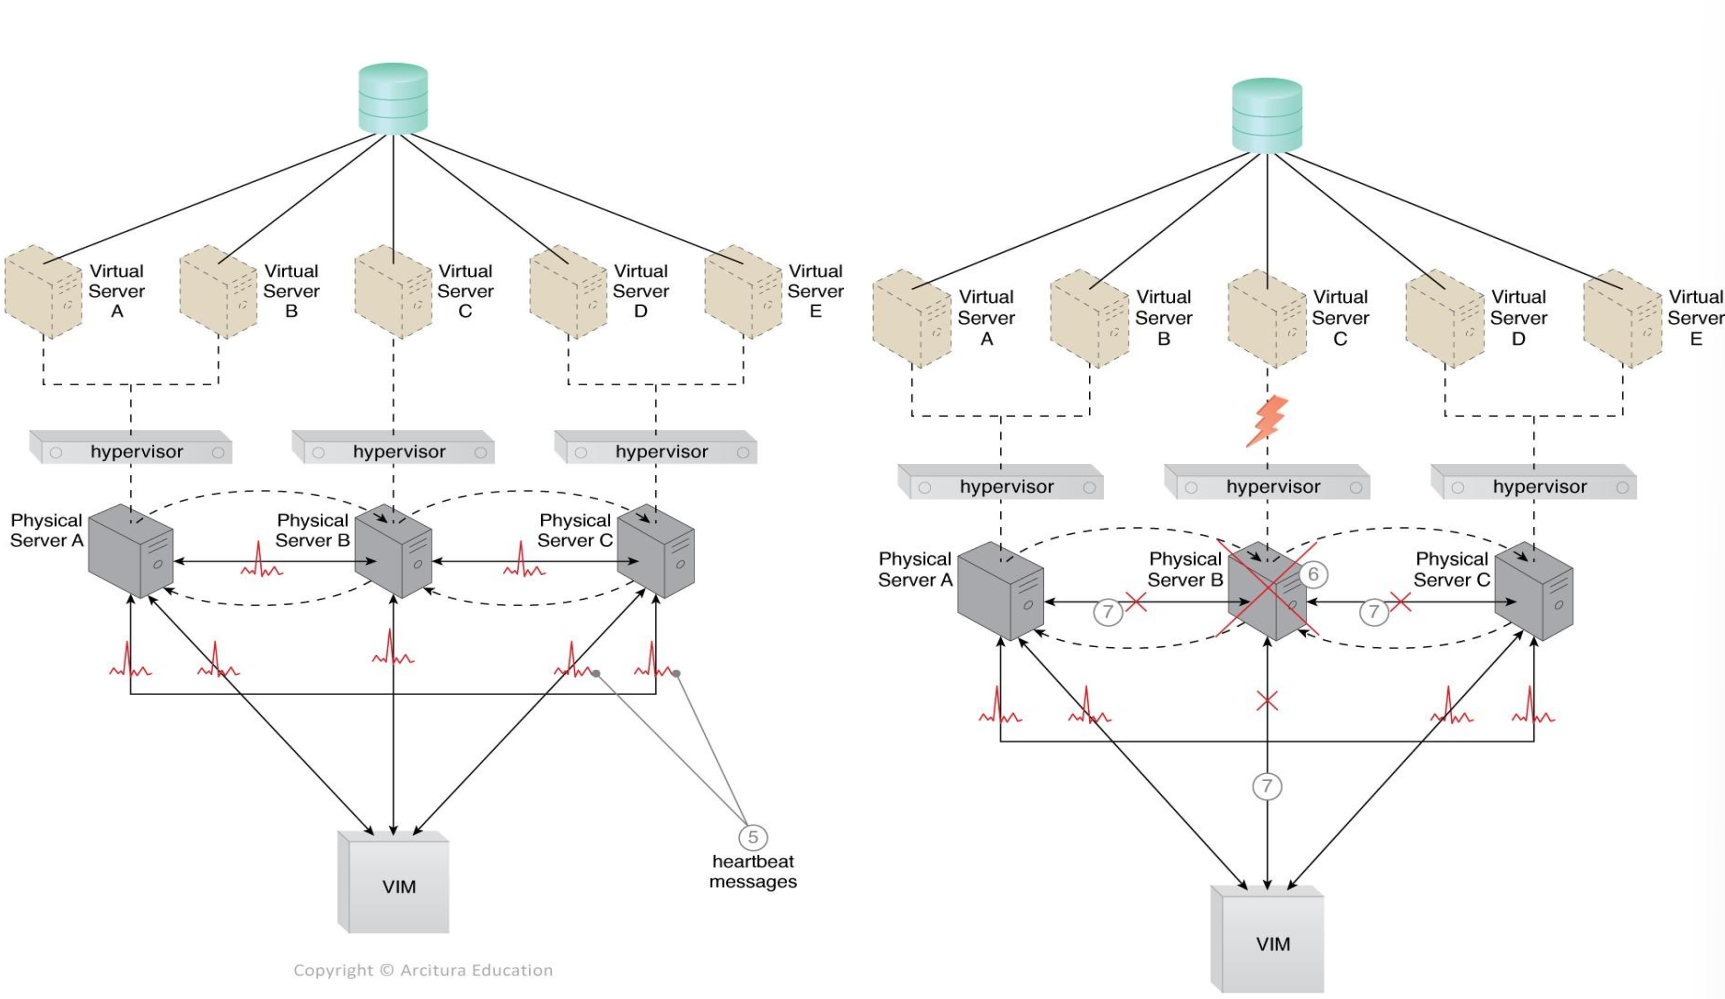 Virtual
Server
A
Virtual
Server
B
Virtual
Server
C
Virtual
Server
D
Virtual
Server
E
hypervisor
hypervisor
hypervisor
Physical
Server A
Physical
Server B
Physical
Server C
5
heartbeat
messages
VIM
Copyright © Arcitura Education
Virtual
Server
A
Virtual
Server
B
Virtual
Server
C
Virtual
Server
D
Virtual
Server
E
hypervisor
hypervisor
hypervisor
Physical
Server A
Physical
Server B
Physical
Server C
6
7
7
7
VIM